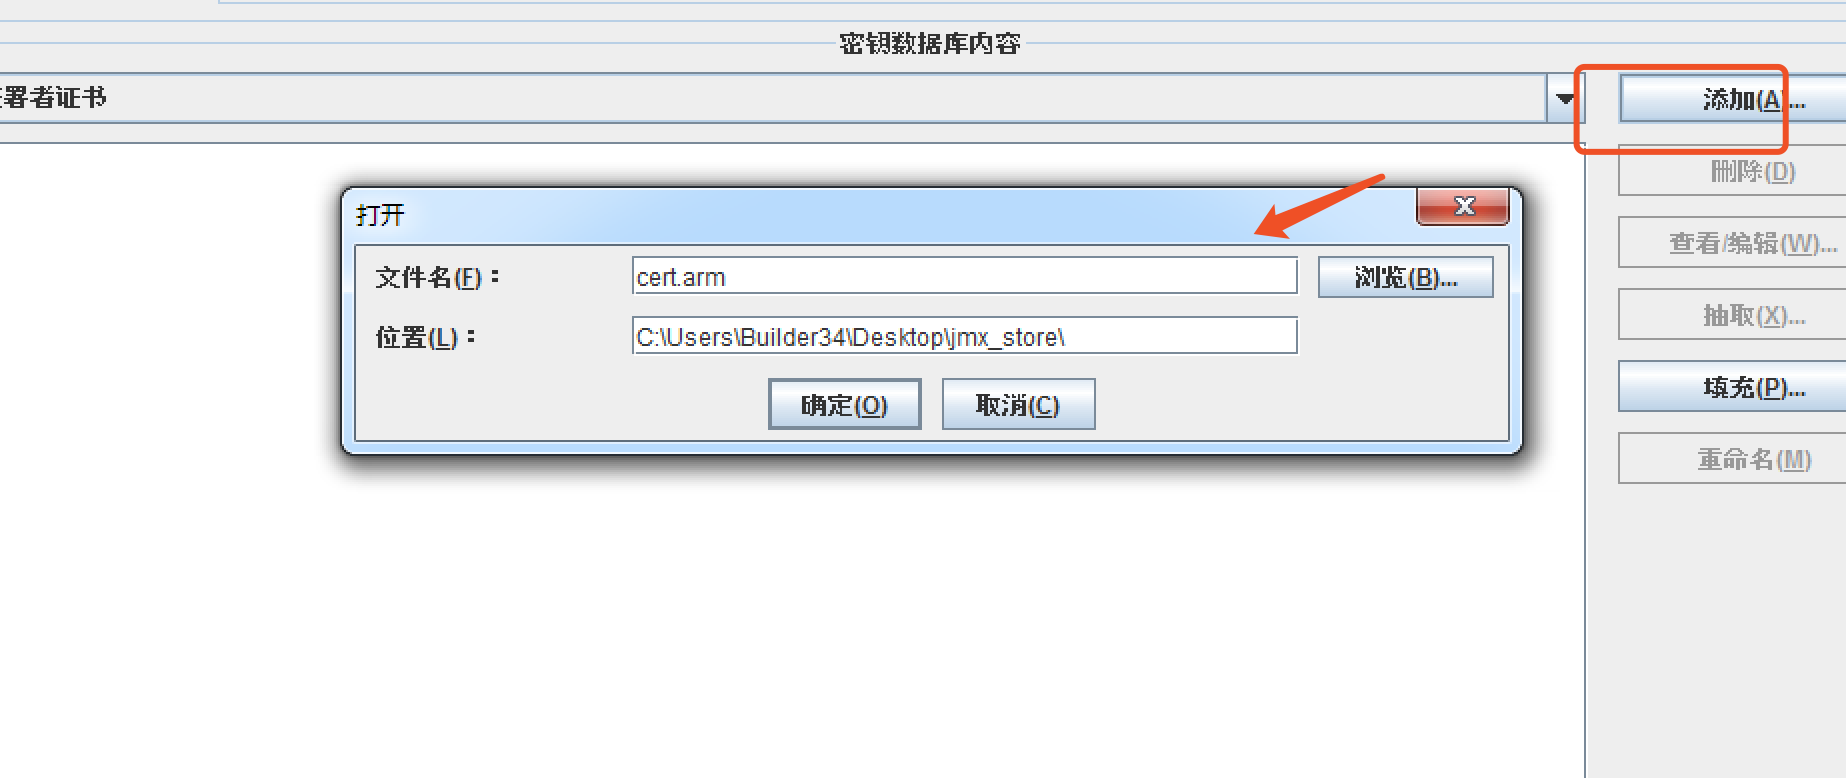 密钥数据库内容
署者证书
添加(A)...
删除(D)
打开
查看/编辑(W)...
文件名(F)：
cert.arm
浏览(B)...
抽取(X)...
位置(L)：
C:\Users\Builder34\Desktop\jmx_store\
填充(P)...
确定(O)
取消(C)
重命名(M)